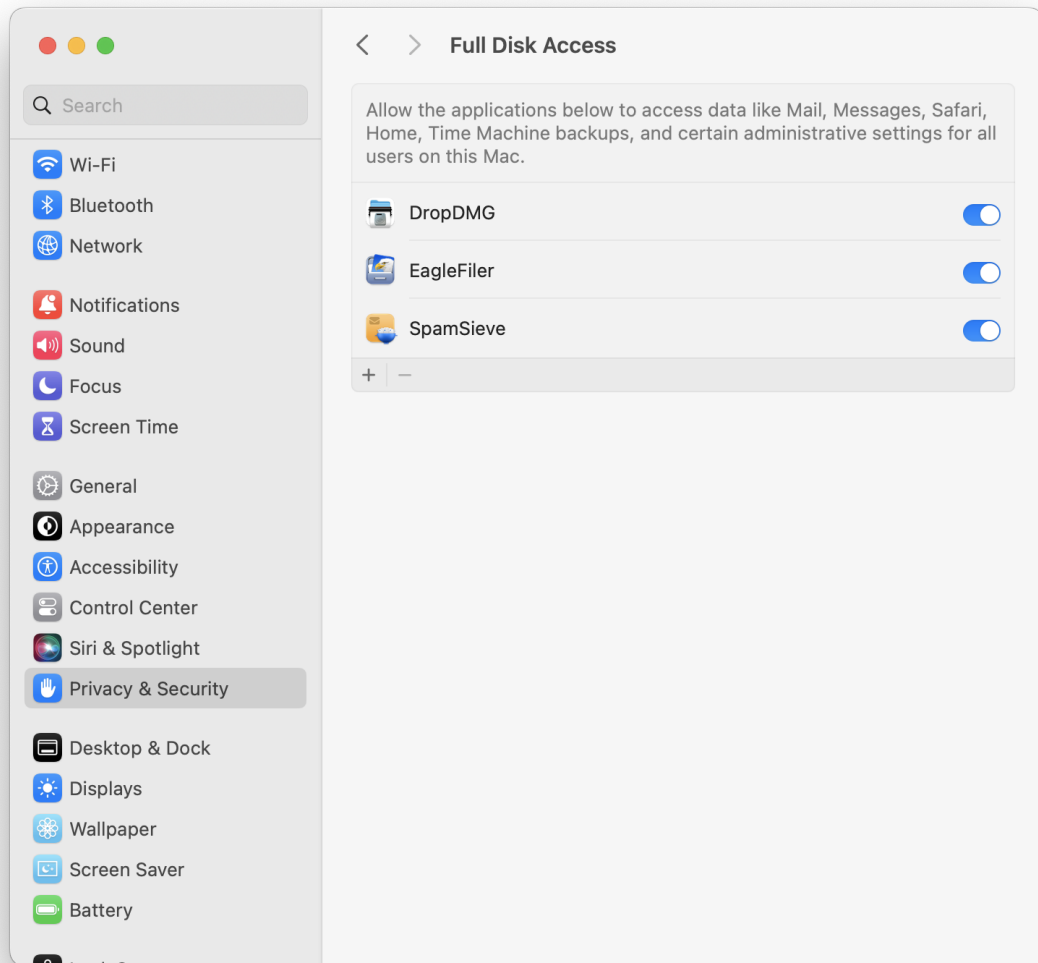 Search
Wi-Fi
Bluetooth
Network
Notifications
Sound
Focus
Screen Time
General
Appearance
Accessibility
Control Center
Siri & Spotlight
Privacy & Security
Desktop & Dock
Displays
Wallpaper
Screen Saver
Battery
Full Disk Access
Allow the applications below to access data like Mail, Messages, Safari,
Home, Time Machine backups, and certain administrative settings for all
users on this Mac.
DropDMG
EagleFiler
SpamSieve